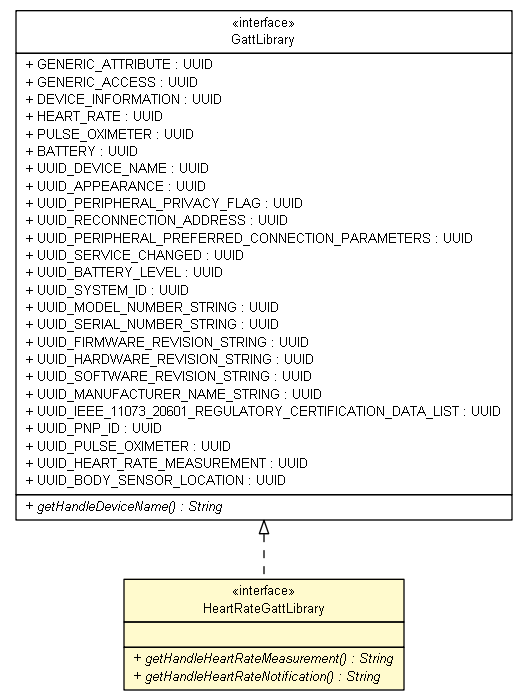 «interface»
GattLibrary
+ GENERIC_ATTRIBUTE : UUID
+ GENERIC_ACCESS : UUID
+ DEVICE_INFORMATION : UUID
+ HEART_RATE : UUID
+ PULSE_OXIMETER : UUID
+ BATTERY : UUID
+ UUID_DEVICE_NAME : UUID
+ UUID_APPEARANCE : UUID
+ UUID_PERIPHERAL_PRIVACY_FLAG : UUID
+ UUID_RECONNECTION_ADDRESS : UUID
+ UUID_PERIPHERAL_PREFERRED_CONNECTION_PARAMETERS : UUID
+ UUID_SERVICE_CHANGED : UUID
+ UUID_BATTERY_LEVEL : UUID
+ UUID_SYSTEM_ID : UUID
+ UUID_MODEL_NUMBER_STRING : UUID
+ UUID_SERIAL_NUMBER_STRING : UUID
+ UUID_FIRMWARE_REVISION_STRING : UUID
+ UUID_HARDWARE_REVISION_STRING : UUID
+ UUID_SOFTWARE_REVISION_STRING : UUID
+ UUID_MANUFACTURER_NAME_STRING : UUID
+ UUID_IEEE_11073_20601_REGULATORY_CERTIFICATION_DATA_LIST : UUID
+ UUID_PNP_ID : UUID
+ UUID_PULSE_OXIMETER : UUID
+ UUID_HEART_RATE_MEASUREMENT : UUID
+ UUID_BODY_SENSOR_LOCATION : UUID
+ getHandleDeviceName() : String
«interface»
HeartRateGattLibrary
+ getHandleHeartRateMeasurement() : String
+ getHandleHeartRateNotification() : String